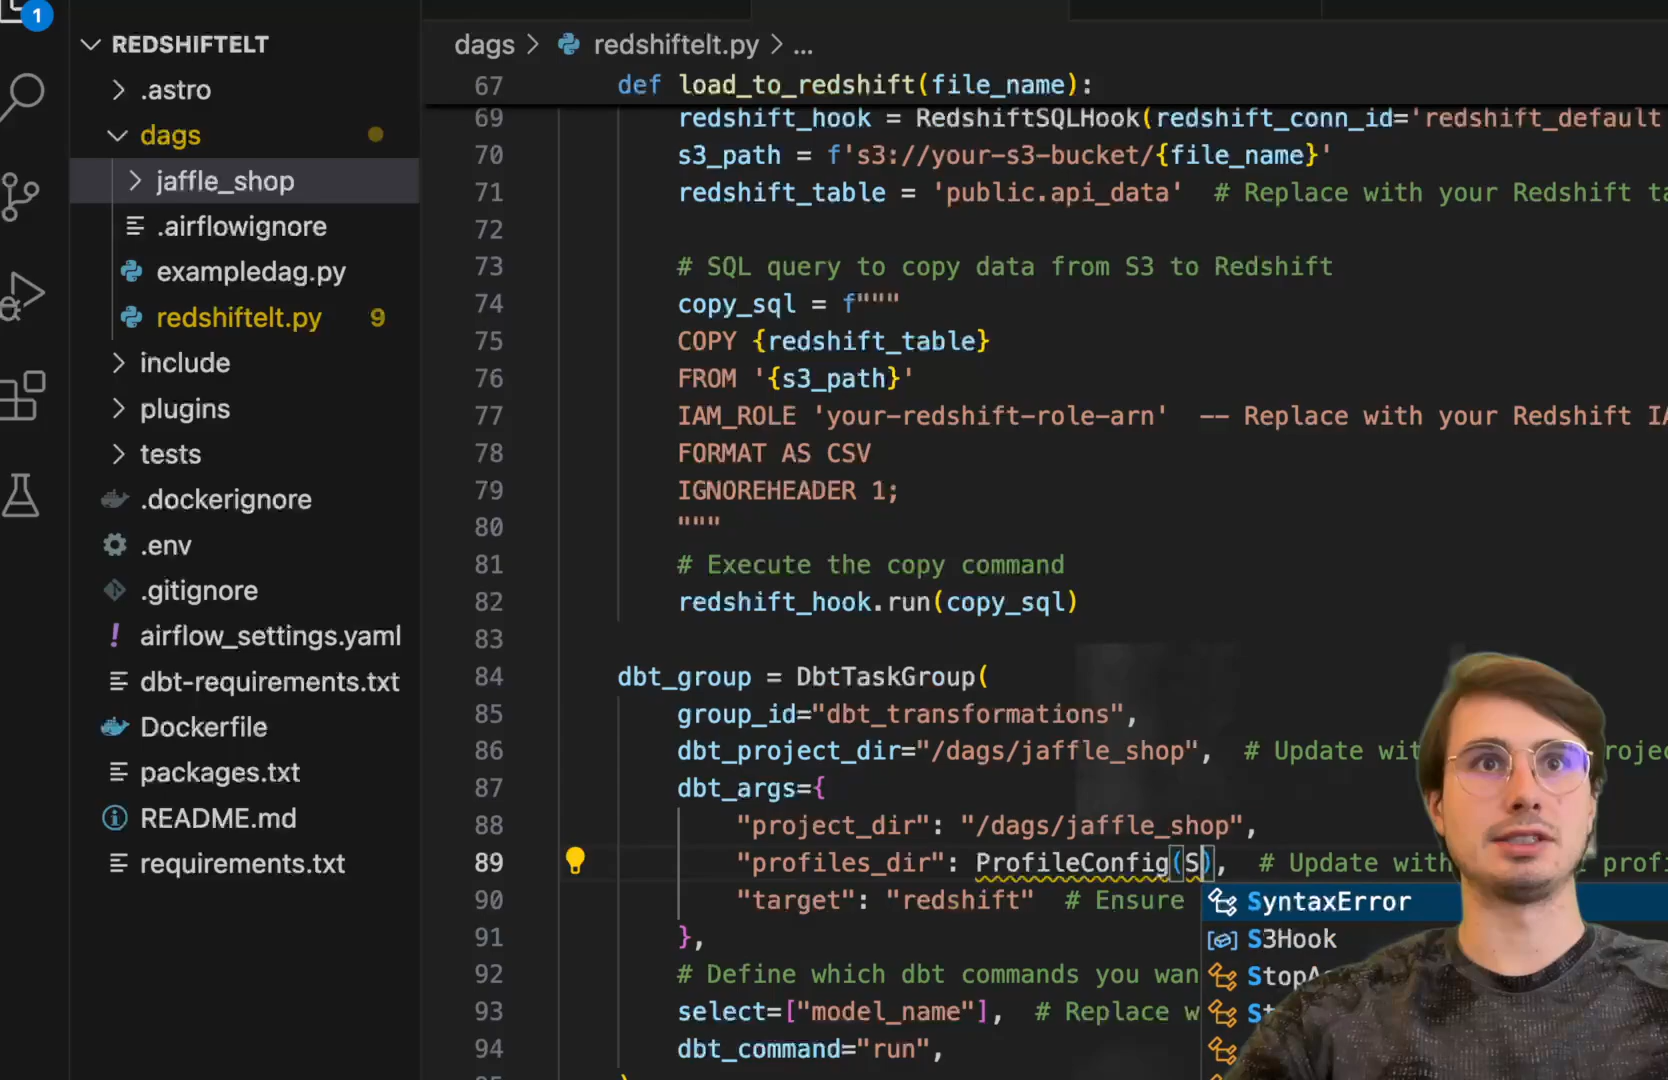 1
REDSHIFTELT
.astro
dags
jaffle_shop
.airflowignore
exampledag.py
redshiftelt.py 9
include
plugins
tests
.dockerignore
.env
.gitignore
airflow_settings.yaml
dbt-requirements.txt
Dockerfile
packages.txt
README.md
requirements.txt
dags > redshiftelt.py > ...
67 def load_to_redshift(file_name):
69 redshift_hook = RedshiftSQLHook(redshift_conn_id='redshift_default
70 s3_path = f's3://your-s3-bucket/{file_name}'
71 redshift_table = 'public.api_data' # Replace with your Redshift ta
72
73 # SQL query to copy data from S3 to Redshift
74 copy_sql = f"""
75 COPY {redshift_table}
76 FROM '{s3_path}'
77 IAM_ROLE 'your-redshift-role-arn' -- Replace with your Redshift IA
78 FORMAT AS CSV
79 IGNOREHEADER 1;
80 """
81 # Execute the copy command
82 redshift_hook.run(copy_sql)
83
84 dbt_group = DbtTaskGroup(
85 group_id="dbt_transformations",
86 dbt_project_dir="/dags/jaffle_shop", # Update wit rojec
87 dbt_args={
88 "project_dir": "/dags/jaffle_shop",
89 "profiles_dir": ProfileConfig(S), # Update with profi
90 "target": "redshift" # Ensure
91 },
92 # Define which dbt commands you wan
93 select=["model_name"], # Replace w
94 dbt_command="run",
SyntaxError
S3Hook
StopA